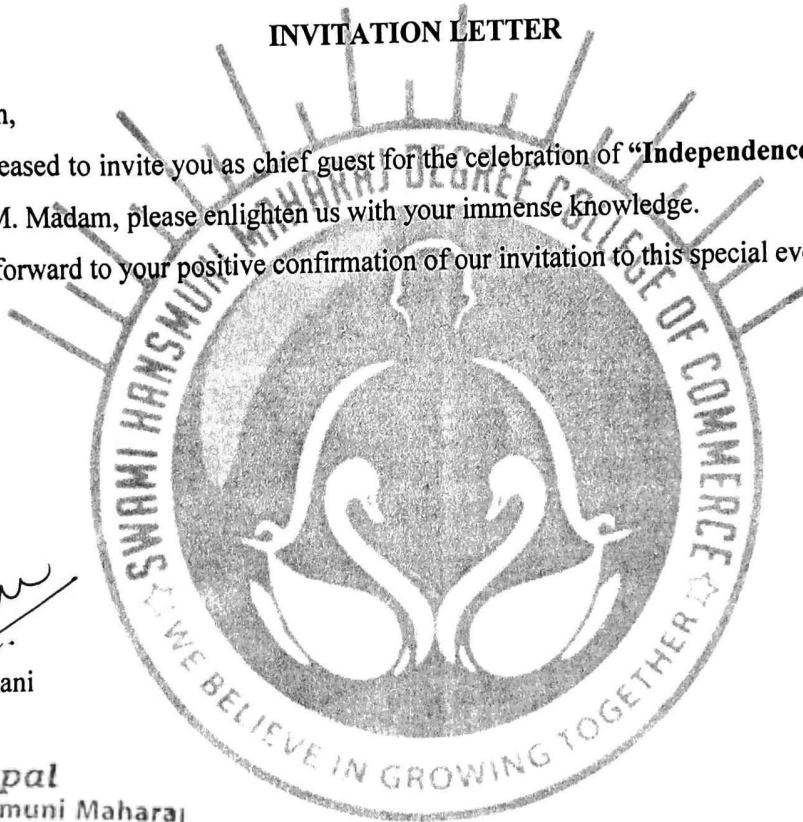 INVITATION LETTER
n,
eased to invite you as chief guest for the celebration of “Independence
M. Madam, please enlighten us with your immense knowledge.
forward to your positive confirmation of our invitation to this special eve
SWAMI HANSMUNI MAHARAJ DEGREE COLLEGE OF COMMERCE
☆ WE BELIEVE IN GROWING TOGETHER ☆
ani
pal
muni Maharaj